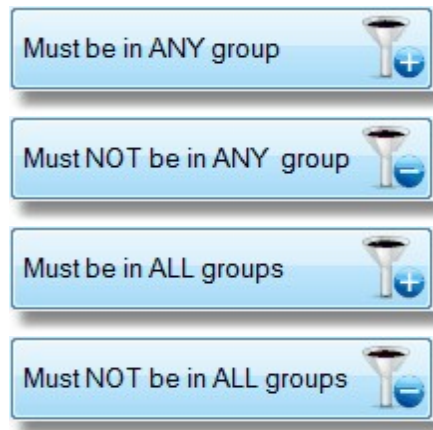 Must be in ANY group
Must NOT be in ANY  group
Must be in ALL groups
Must NOT be in ALL groups